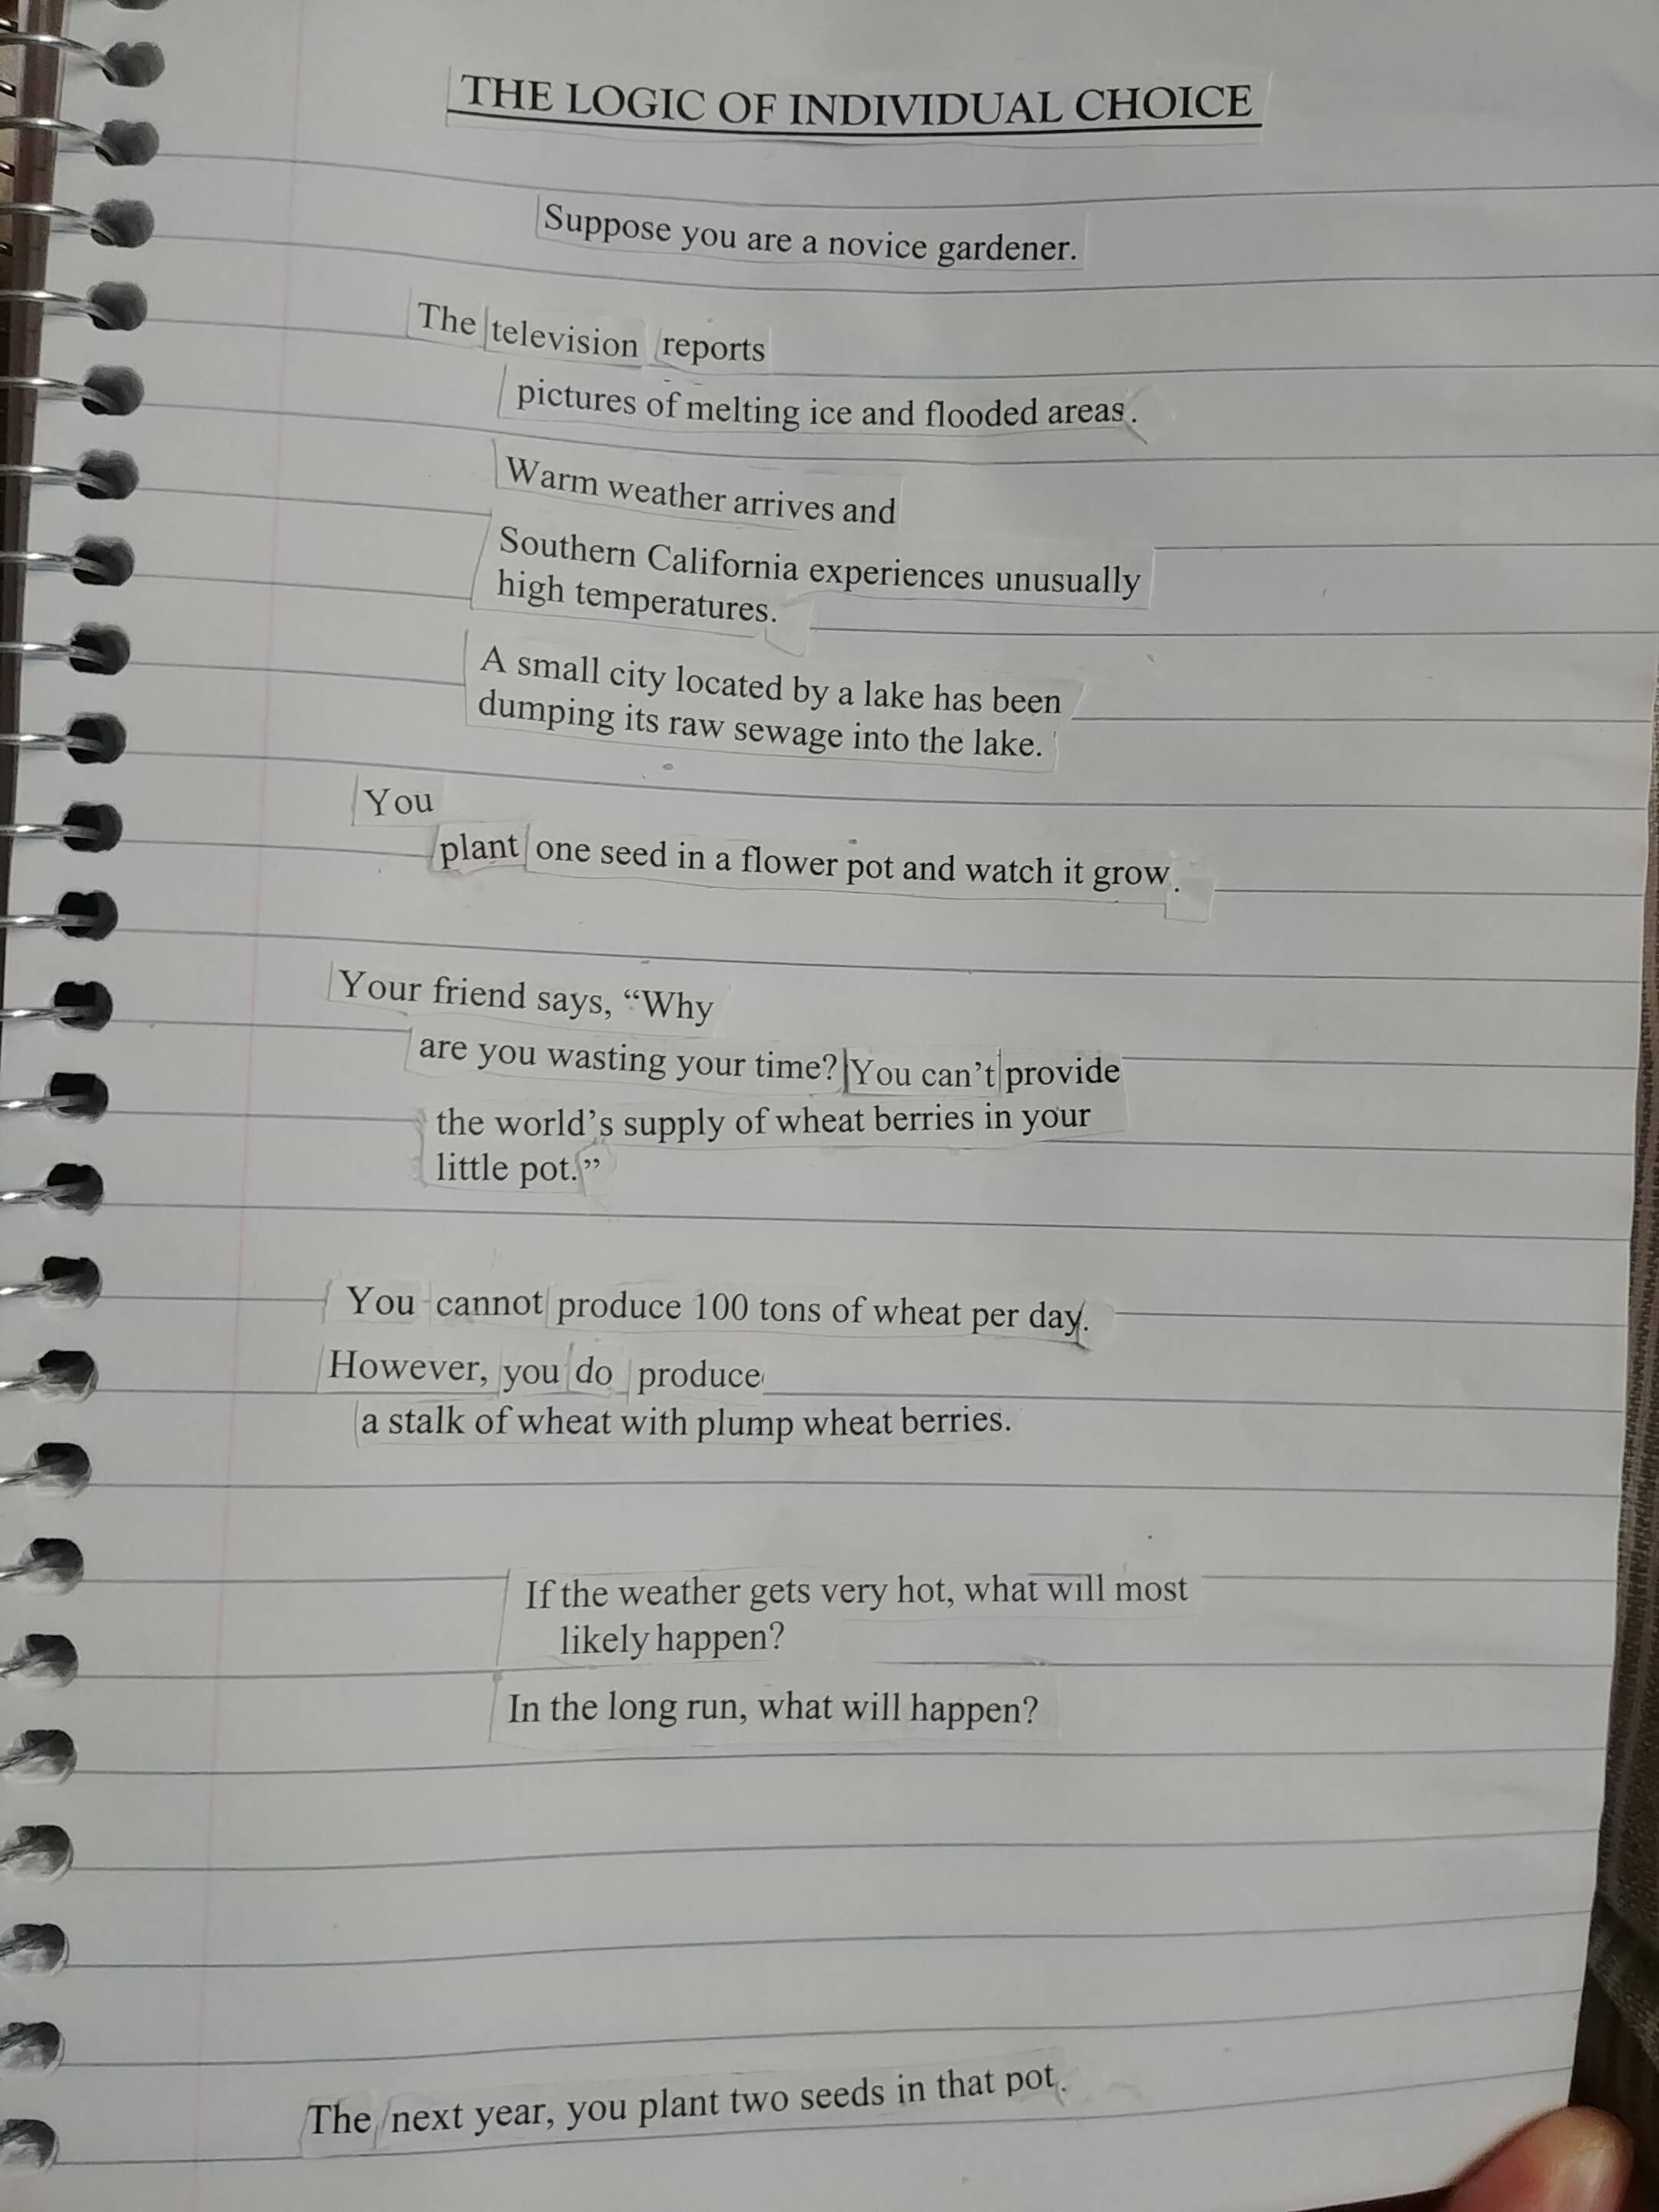 THE LOGIC OF INDIVIDUAL CHOICE
Suppose you are a novice gardener.
The television reports
pictures of melting ice and flooded areas.
Warm weather arrives and
Southern California experiences unusually
high temperatures.
A small city located by a lake has been
dumping its raw sewage into the lake.
You
plant one seed in a flower pot and watch it grow.
Your friend says, “Why
are you wasting your time? You can’t provide
the world’s supply of wheat berries in your
little pot.”
You cannot produce 100 tons of wheat per day.
However, you do produce
a stalk of wheat with plump wheat berries.
If the weather gets very hot, what will most
likely happen?
In the long run, what will happen?
The next year, you plant two seeds in that pot.